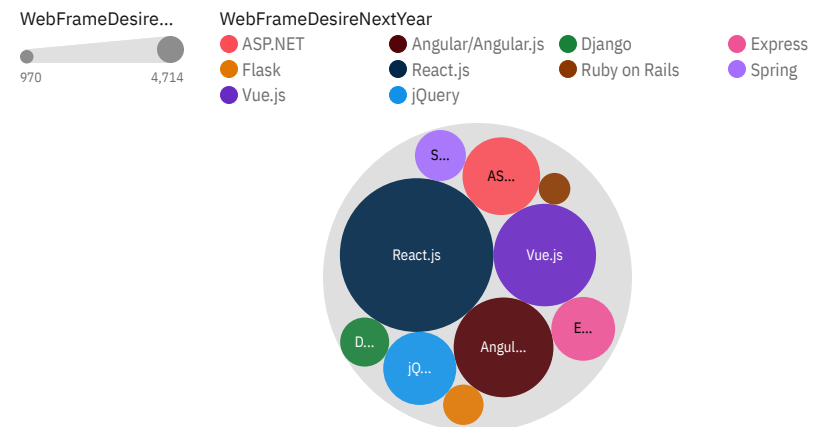 WebFrameDesire...
970
4,714
WebFrameDesireNextYear
ASP.NET
Angular/Angular.js
Django
Express
Flask
React.js
Ruby on Rails
Spring
Vue.js
jQuery
S...
AS...
React.js
Vue.js
E...
D...
jQ...
Angul...